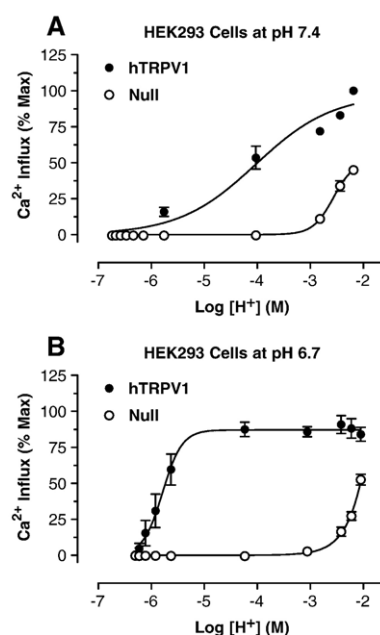 A
HEK293 Cells at pH 7.4
hTRPV1
Null
Ca²⁺ Influx (% Max)
125
100
75
50
25
0
-7 -6 -5 -4 -3 -2 -1
Log [H⁺] (M)
B
HEK293 Cells at pH 6.7
hTRPV1
Null
Ca²⁺ Influx (% Max)
125
100
75
50
25
0
-7 -6 -5 -4 -3 -2 -1
Log [H⁺] (M)